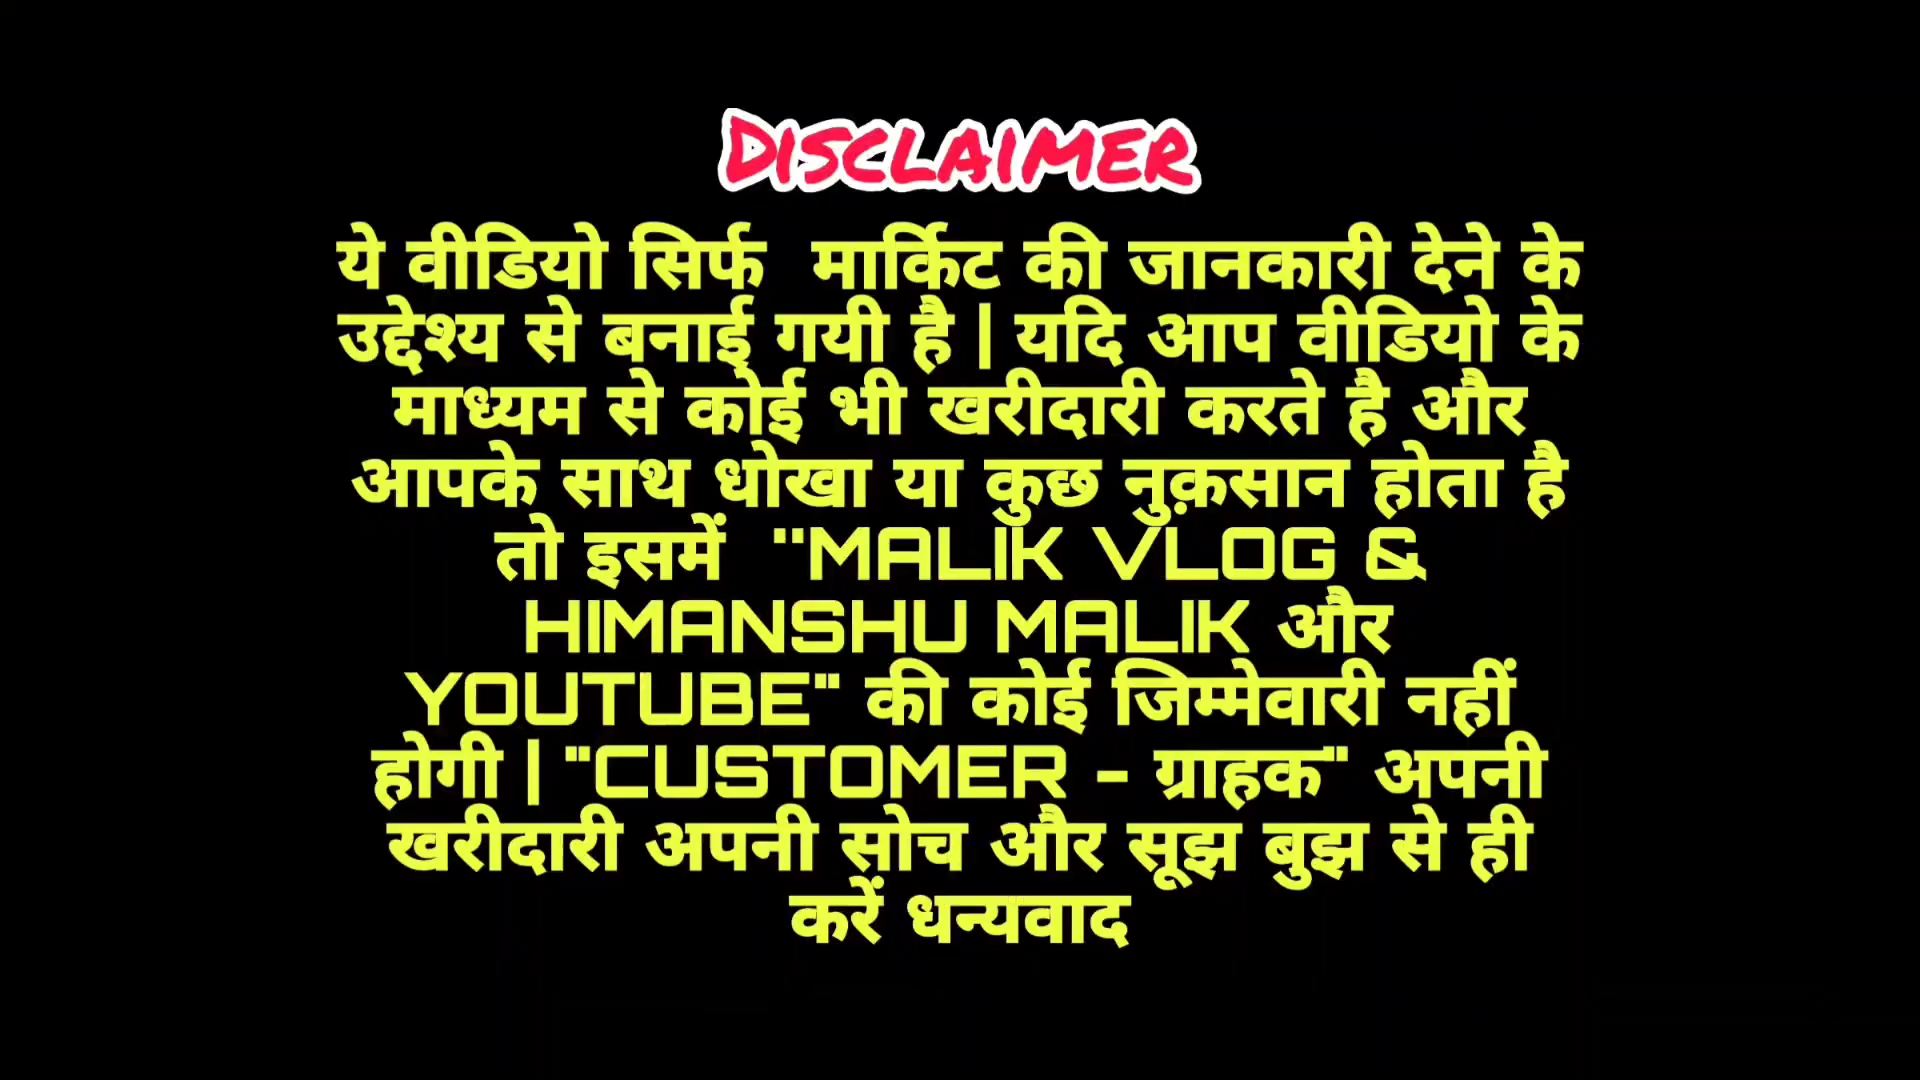 DISCLAIMER
ये वीडियो सिर्फ मार्किट की जानकारी देने के
उद्देश्य से बनाई गयी है | यदि आप वीडियो के
माध्यम से कोई भी खरीदारी करते है और
आपके साथ धोखा या कुछ नुक़सान होता है
तो इसमें "MALIK VLOG &
HIMANSHU MALIK और
YOUTUBE" की कोई जिम्मेवारी नहीं
होगी | "CUSTOMER - ग्राहक" अपनी
खरीदारी अपनी सोच और सूझ बुझ से ही
करें धन्यवाद